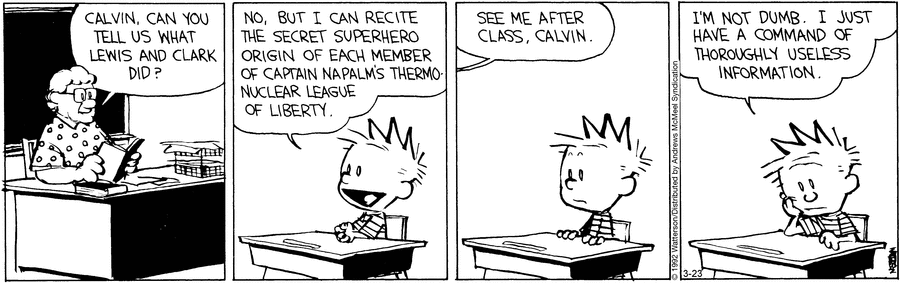 CALVIN, CAN YOU
TELL US WHAT
LEWIS AND CLARK
DID?
NO, BUT I CAN RECITE
THE SECRET SUPERHERO
ORIGIN OF EACH MEMBER
OF CAPTAIN NAPALM'S THERMO-
NUCLEAR LEAGUE
OF LIBERTY.
SEE ME AFTER
CLASS, CALVIN.
© 1992 Watterson/Distributed by Andrews McMeel Syndication
I'M NOT DUMB. I JUST
HAVE A COMMAND OF
THOROUGHLY USELESS
INFORMATION.
3-23